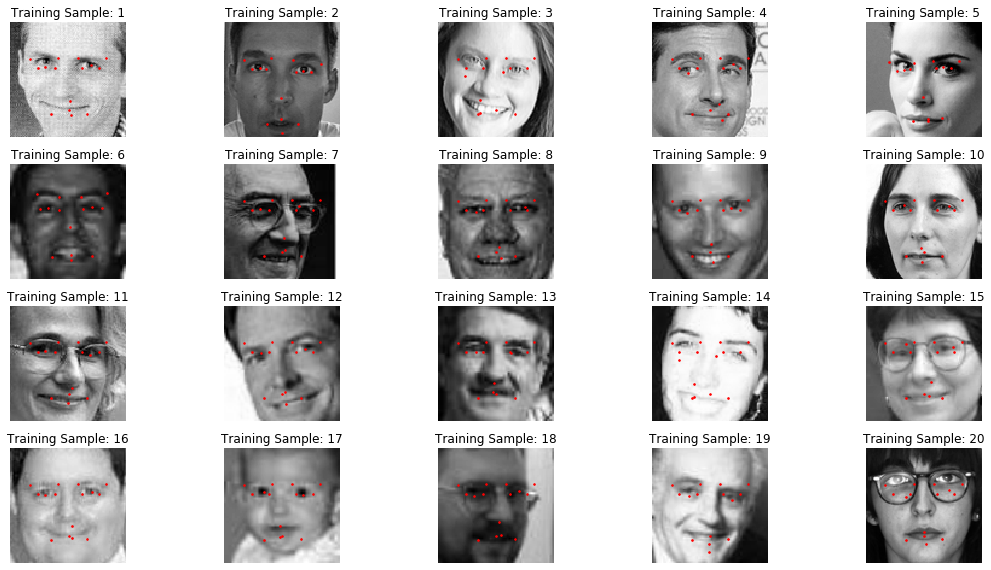 Training Sample: 1
Training Sample: 2
Training Sample: 3
Training Sample: 4
Training Sample: 5
Training Sample: 6
Training Sample: 7
Training Sample: 8
Training Sample: 9
Training Sample: 10
Training Sample: 11
Training Sample: 12
Training Sample: 13
Training Sample: 14
Training Sample: 15
Training Sample: 16
Training Sample: 17
Training Sample: 18
Training Sample: 19
Training Sample: 20